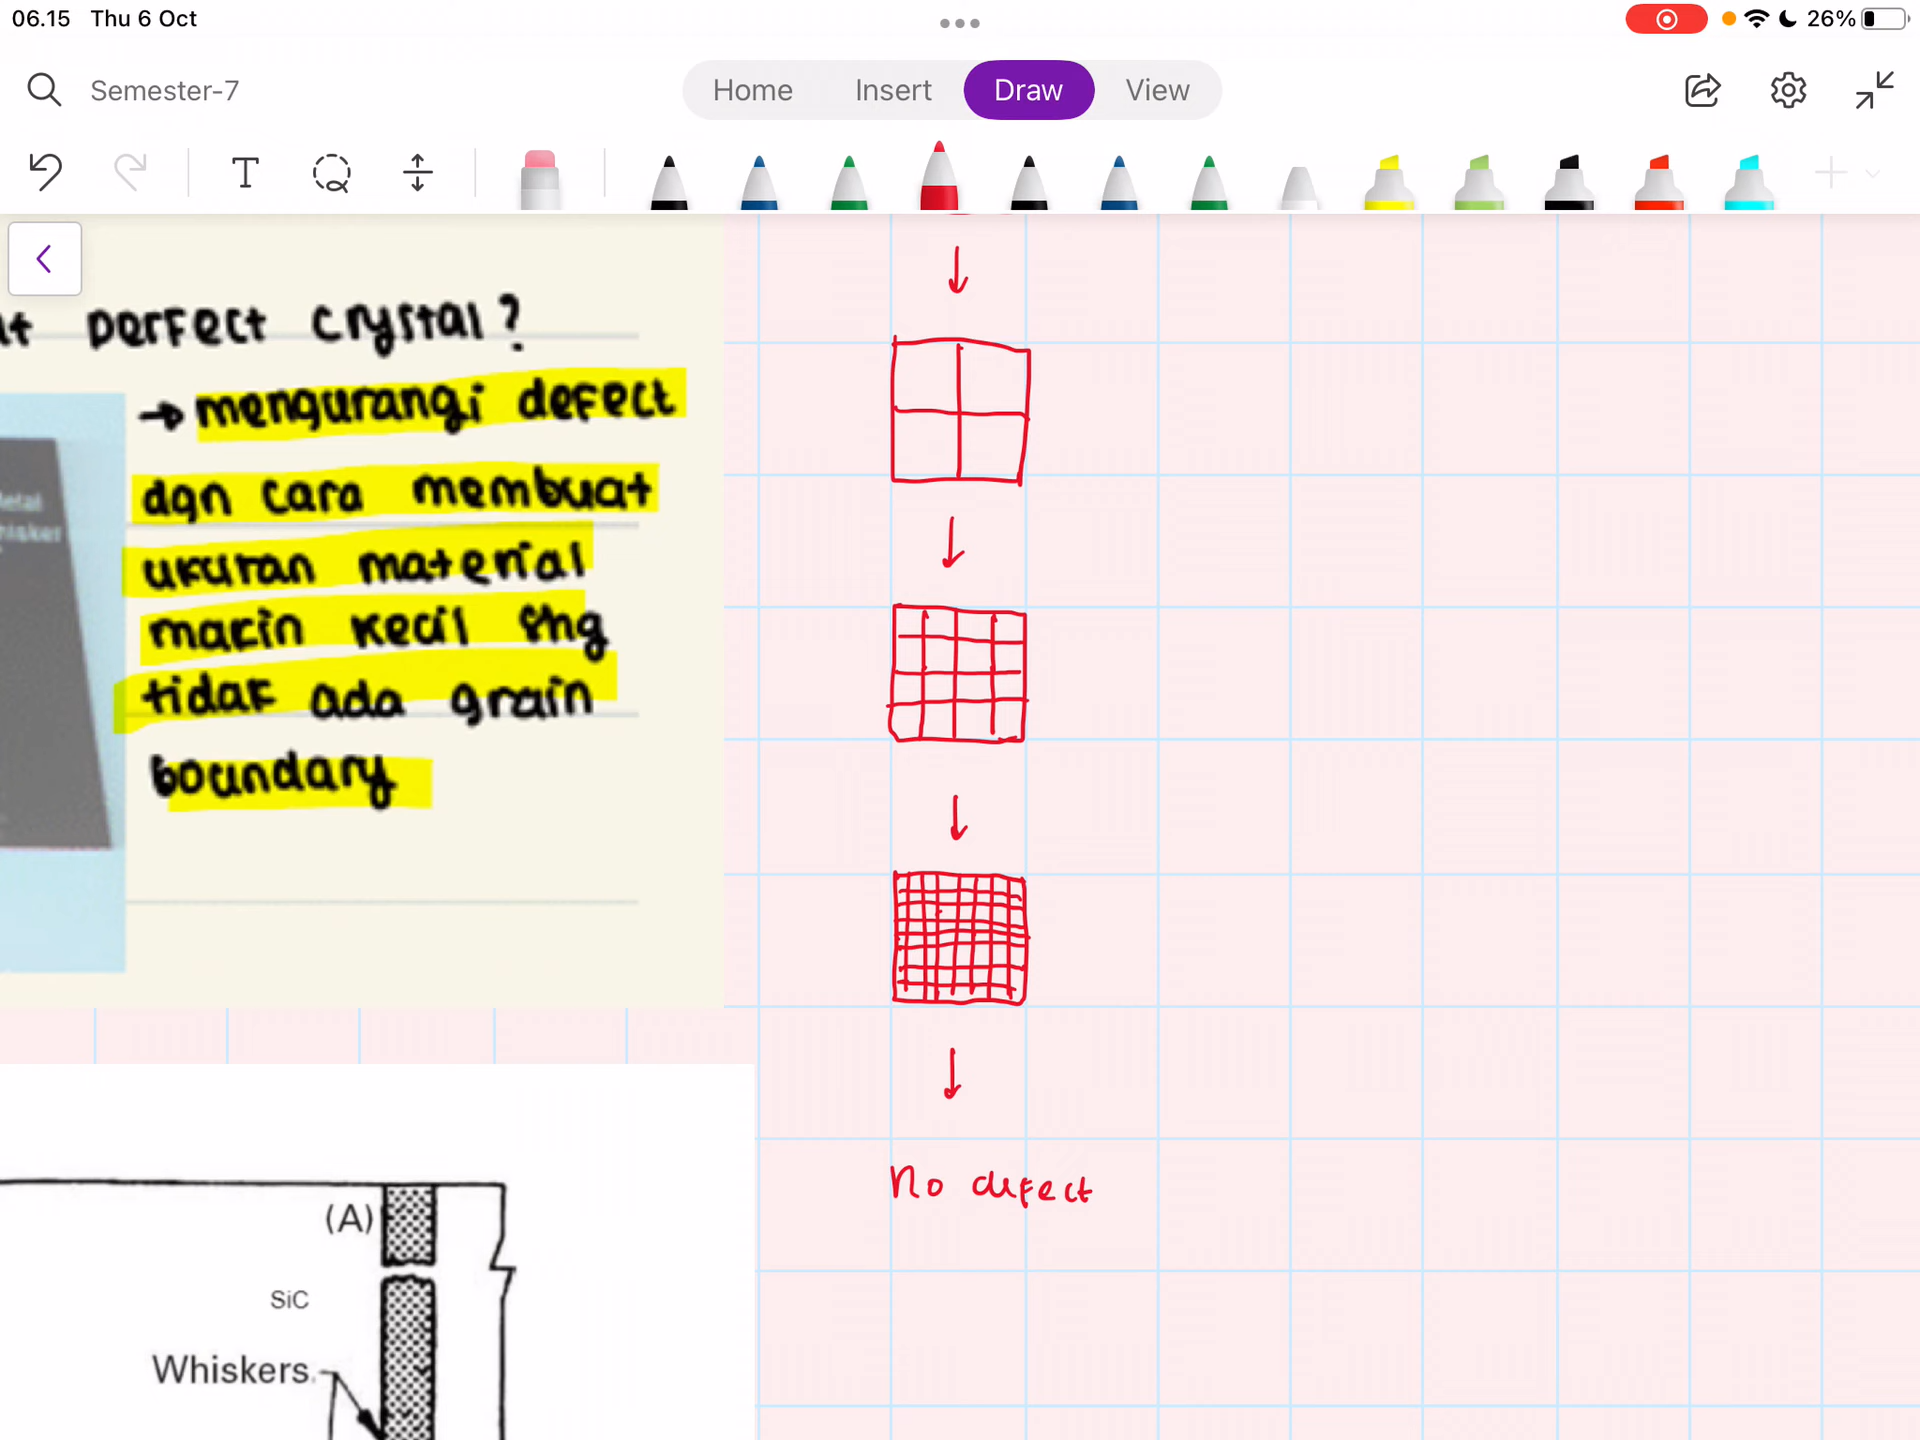 06.15 Thu 6 Oct
26%
Semester-7
Home Insert Draw View
T
perfect crystal?
→ mengurangi defect
dgn cara membuat
ukuran material
makin kecil shg
tidak ada grain
boundary
No defect
(A)
SiC
Whiskers